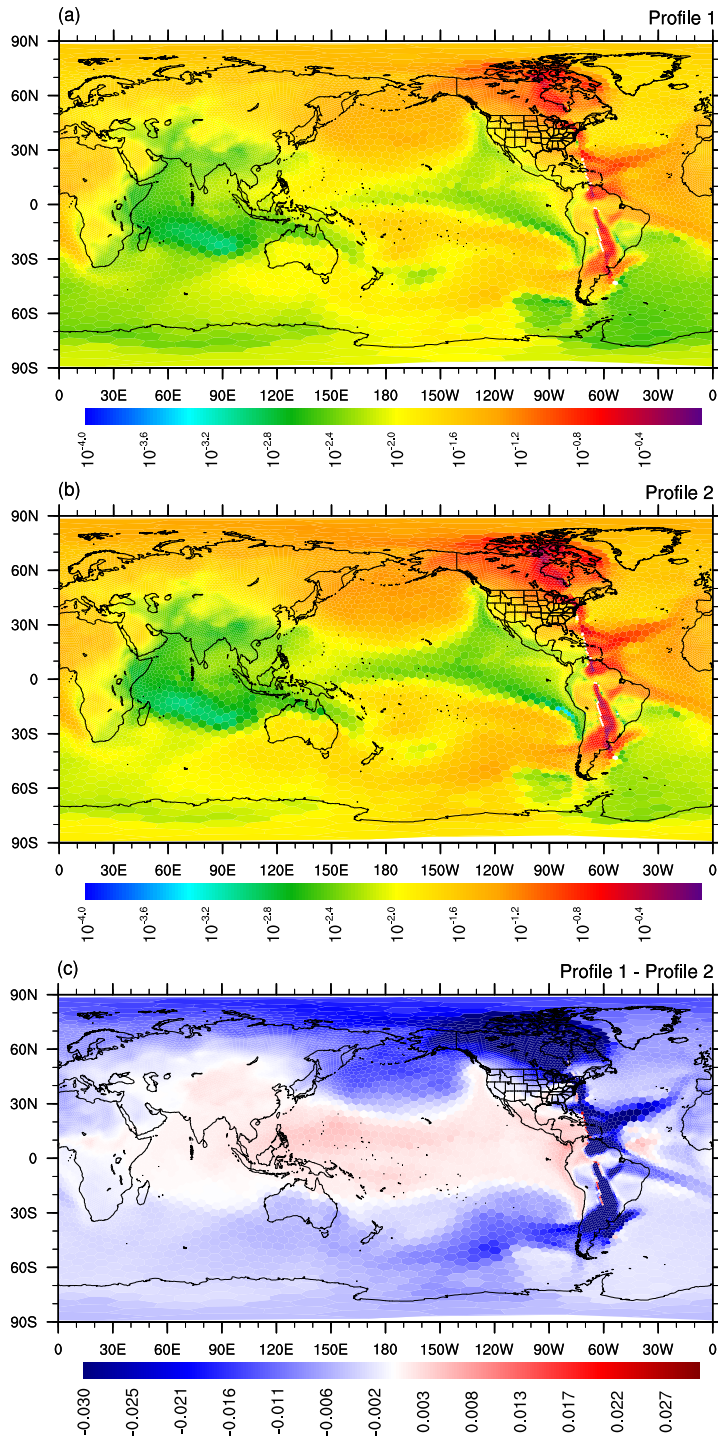 (a)
Profile 1
90N
60N
30N
0
30S
60S
90S
0 30E 60E 90E 120E 150E 180 150W 120W 90W 60W 30W 0
10^-4.0 10^-3.6 10^-3.2 10^-2.8 10^-2.4 10^-2.0 10^-1.6 10^-1.2 10^-0.8 10^-0.4
(b)
Profile 2
90N
60N
30N
0
30S
60S
90S
0 30E 60E 90E 120E 150E 180 150W 120W 90W 60W 30W 0
10^-4.0 10^-3.6 10^-3.2 10^-2.8 10^-2.4 10^-2.0 10^-1.6 10^-1.2 10^-0.8 10^-0.4
(c)
Profile 1 - Profile 2
90N
60N
30N
0
30S
60S
90S
0 30E 60E 90E 120E 150E 180 150W 120W 90W 60W 30W 0
-0.030 -0.025 -0.021 -0.016 -0.011 -0.006 -0.002 0.003 0.008 0.013 0.017 0.022 0.027